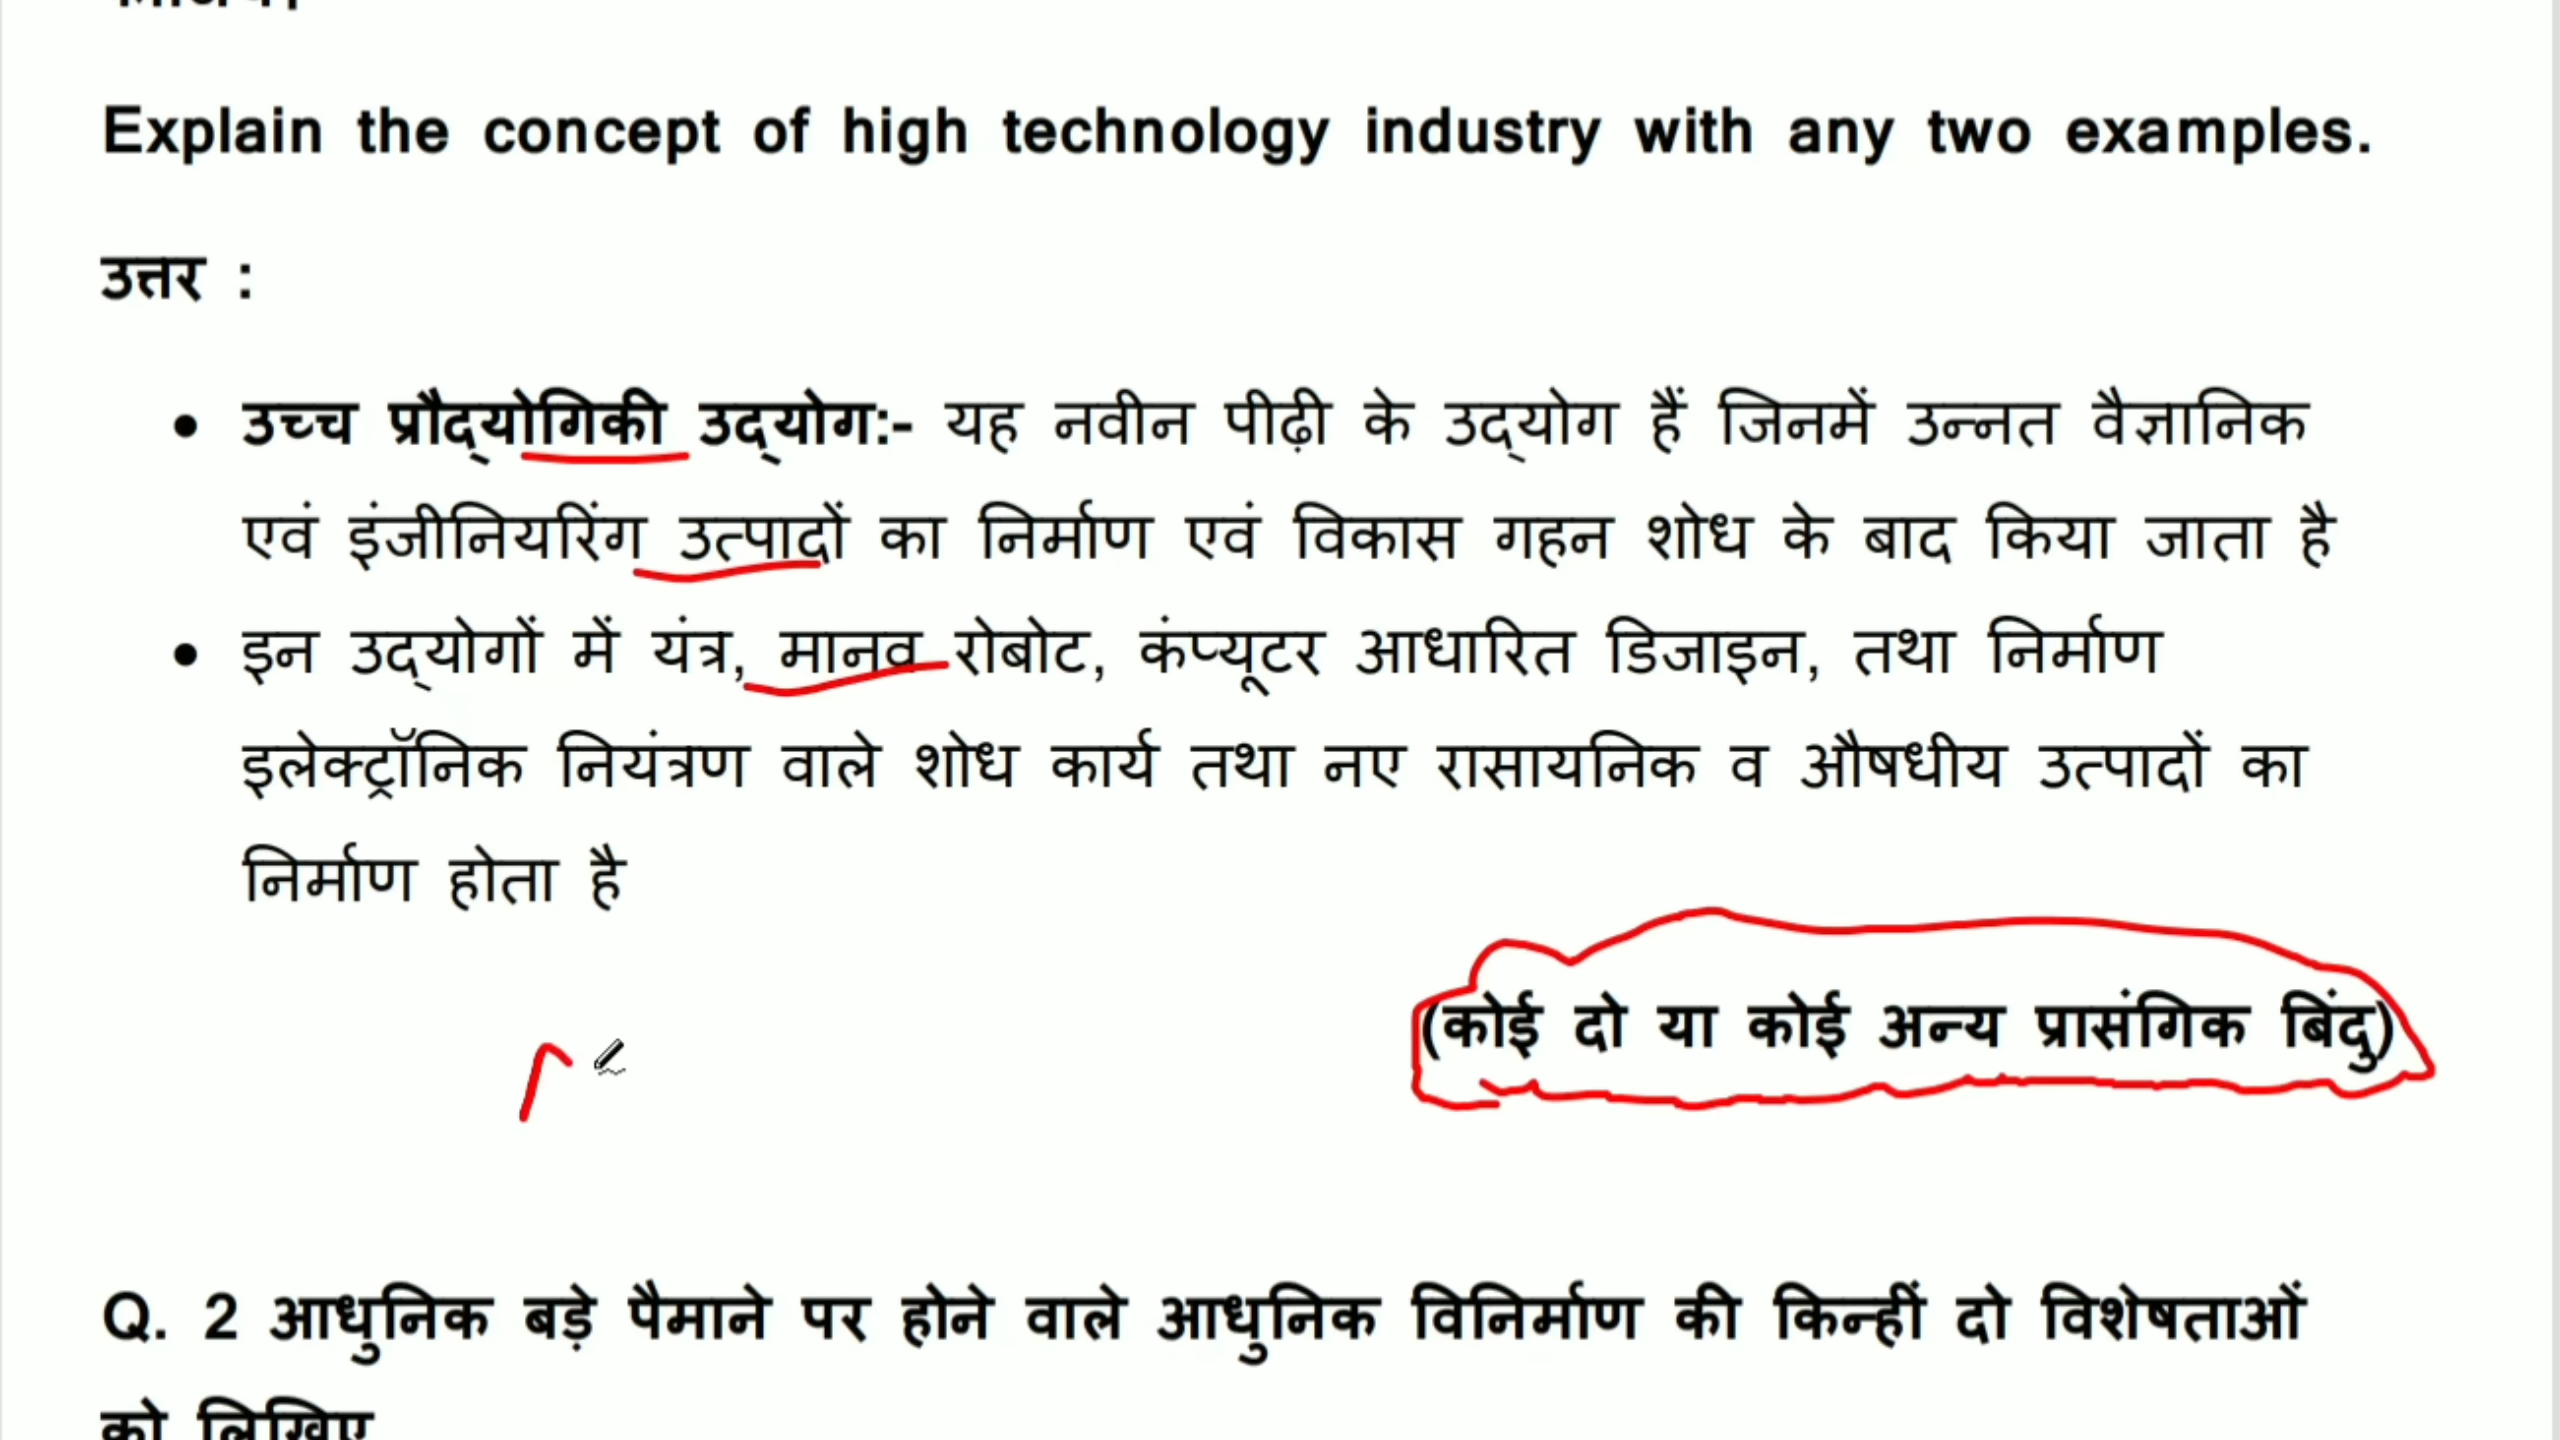 Explain the concept of high technology industry with any two examples.
उत्तर :
• उच्च प्रौद्योगिकी उद्योग:- यह नवीन पीढ़ी के उद्योग हैं जिनमें उन्नत वैज्ञानिक
एवं इंजीनियरिंग उत्पादों का निर्माण एवं विकास गहन शोध के बाद किया जाता है
• इन उद्योगों में यंत्र, मानव रोबोट, कंप्यूटर आधारित डिजाइन, तथा निर्माण
इलेक्ट्रॉनिक नियंत्रण वाले शोध कार्य तथा नए रासायनिक व औषधीय उत्पादों का
निर्माण होता है
(कोई दो या कोई अन्य प्रासंगिक बिंदु)
Q. 2 आधुनिक बड़े पैमाने पर होने वाले आधुनिक विनिर्माण की किन्हीं दो विशेषताओं
को लिखिए